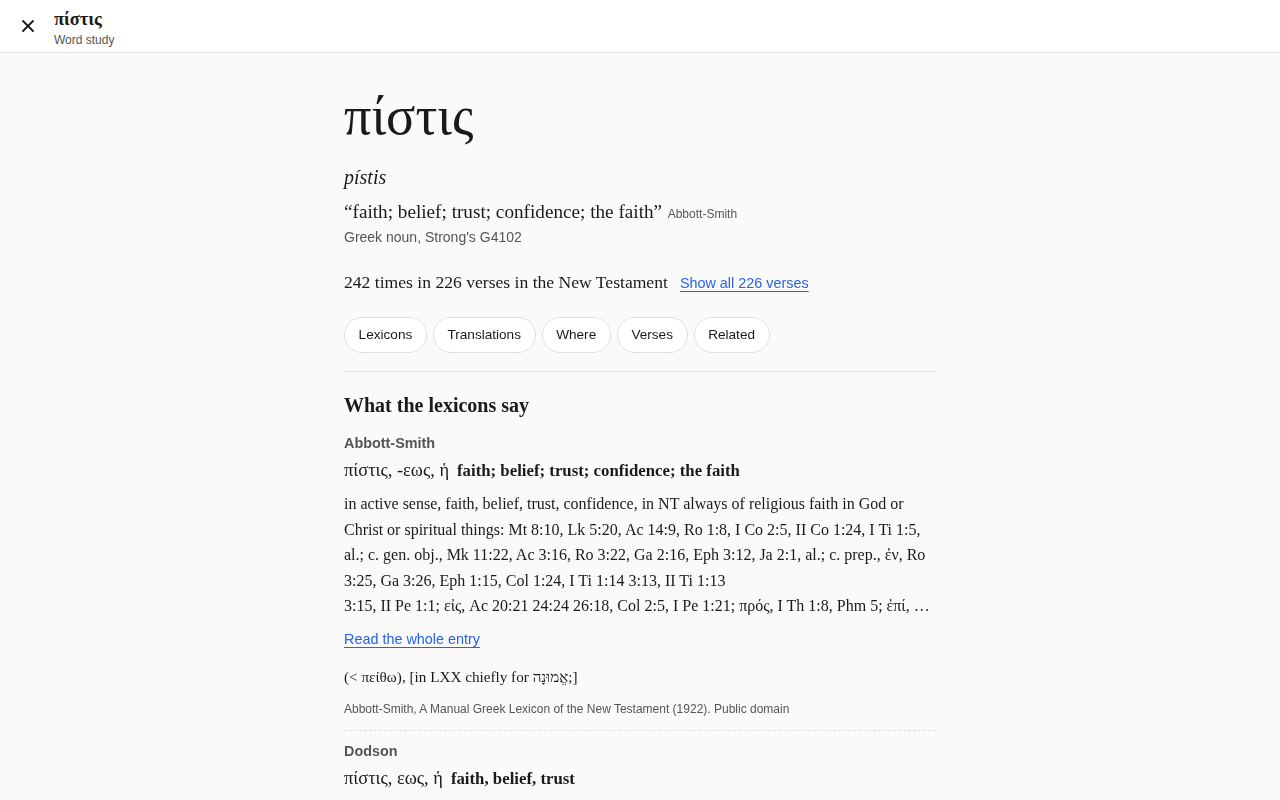 πίστις
Word study
πίστις
pístis
“faith; belief; trust; confidence; the faith” Abbott-Smith
Greek noun, Strong's G4102
242 times in 226 verses in the New Testament Show all 226 verses
Lexicons Translations Where Verses Related
What the lexicons say
Abbott-Smith
πίστις, -εως, ἡ faith; belief; trust; confidence; the faith
in active sense, faith, belief, trust, confidence, in NT always of religious faith in God or
Christ or spiritual things: Mt 8:10, Lk 5:20, Ac 14:9, Ro 1:8, I Co 2:5, II Co 1:24, I Ti 1:5,
al.; c. gen. obj., Mk 11:22, Ac 3:16, Ro 3:22, Ga 2:16, Eph 3:12, Ja 2:1, al.; c. prep., ἐν, Ro
3:25, Ga 3:26, Eph 1:15, Col 1:24, I Ti 1:14 3:13, II Ti 1:13
3:15, II Pe 1:1; εἰς, Ac 20:21 24:24 26:18, Col 2:5, I Pe 1:21; πρός, I Th 1:8, Phm 5; ἐπί, …
Read the whole entry
(< πείθω), [in LXX chiefly for אֱמוּנָה;]
Abbott-Smith, A Manual Greek Lexicon of the New Testament (1922). Public domain
Dodson
πίστις, εως, ἡ faith, belief, trust